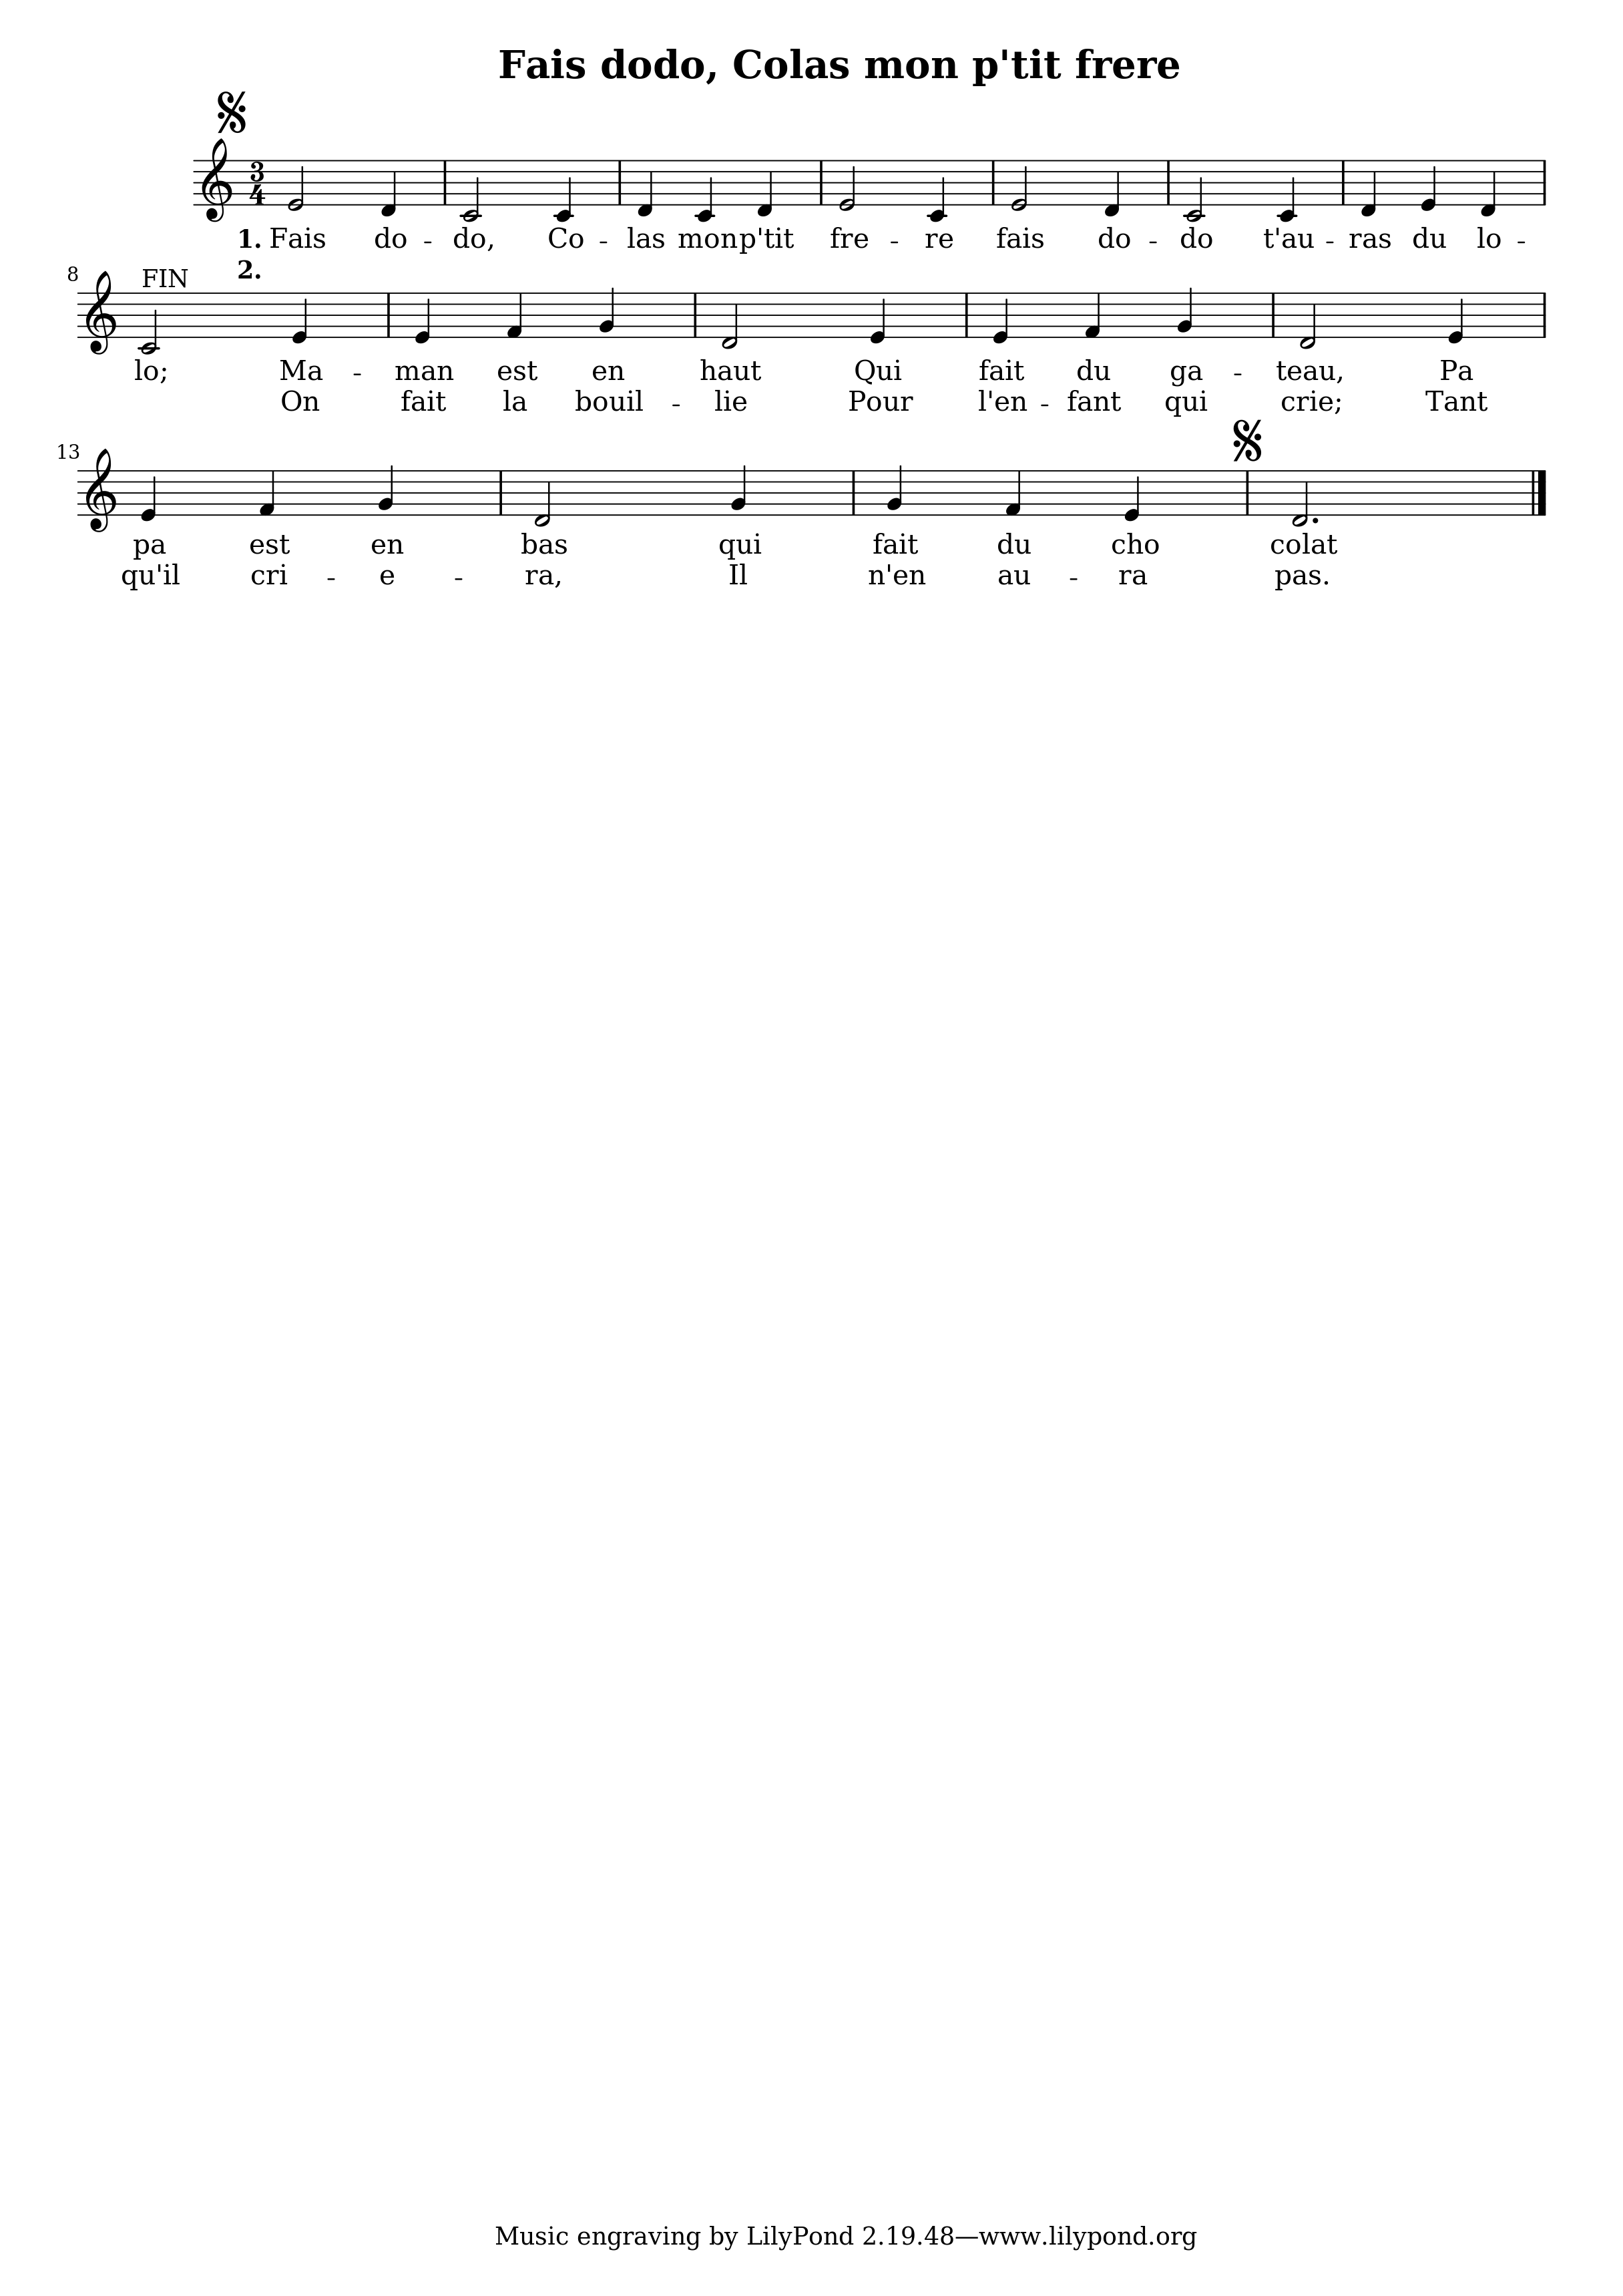 Fais dodo, Colas mon p'tit frere
3
4
1. Fais do - do, Co - las mon p'tit fre - re fais do - do t'au - ras du lo -
2.
8 FIN
lo; Ma - man est en haut Qui fait du ga - teau, Pa
On fait la bouil - lie Pour l'en - fant qui crie; Tant
13
pa est en bas qui fait du cho colat
qu'il cri - e - ra, Il n'en au - ra pas.
Music engraving by LilyPond 2.19.48—www.lilypond.org